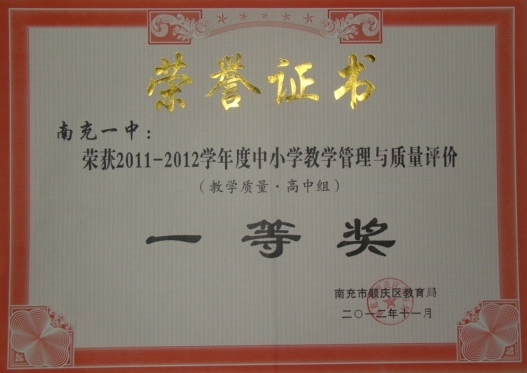 荣誉证书
南充一中：
荣获2011-2012学年度中小学教学管理与质量评价
（教学质量·高中组）
一等奖
南充市顺庆区教育局
二〇一二年十一月